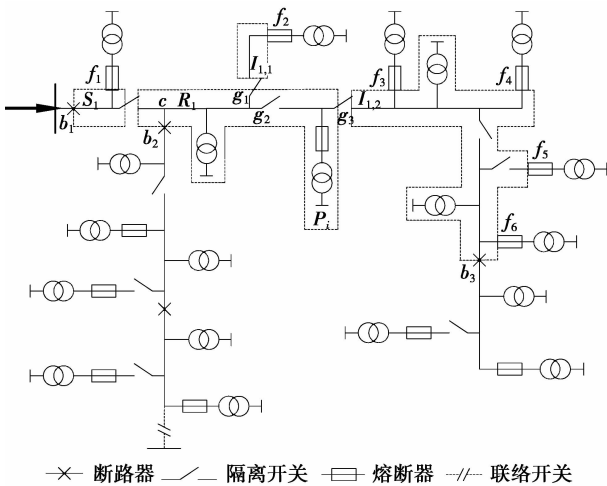 f₂
f₁
I₁,₁
f₃
f₄
S₁
c
R₁
g₁
I₁,₂
b₁
b₂
g₂
g₃
f₅
Pᵢ
f₆
b₃
断路器 隔离开关 熔断器 联络开关